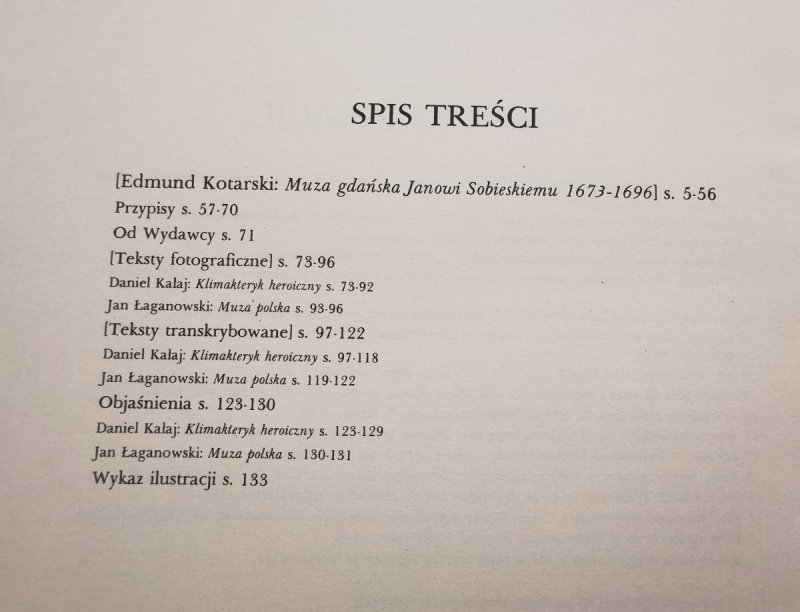 SPIS TREŚCI
[Edmund Kotarski: Muza gdańska Janowi Sobieskiemu 1673-1696] s. 5-56
Przypisy s. 57-70
Od Wydawcy s. 71
[Teksty fotograficzne] s. 73-96
Daniel Kałaj: Klimakteryk heroiczny s. 73-92
Jan Łaganowski: Muza polska s. 93-96
[Teksty transkrybowane] s. 97-122
Daniel Kałaj: Klimakteryk heroiczny s. 97-118
Jan Łaganowski: Muza polska s. 119-122
Objaśnienia s. 123-130
Daniel Kałaj: Klimakteryk heroiczny s. 123-129
Jan Łaganowski: Muza polska s. 130-131
Wykaz ilustracji s. 133